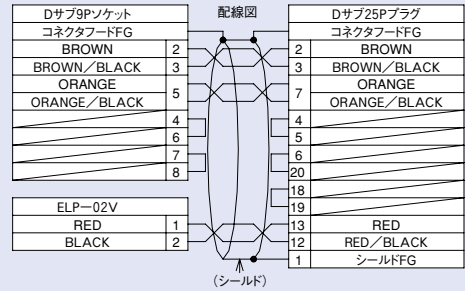 配線図
Dサブ9Pソケット
コネクタフードFG
BROWN 2
BROWN/BLACK 3
ORANGE
5
ORANGE/BLACK
4
6
7
8
ELP-02V
RED 1
BLACK 2
Dサブ25Pプラグ
コネクタフードFG
2 BROWN
3 BROWN/BLACK
ORANGE
7
ORANGE/BLACK
4
5
6
20
18
19
13 RED
12 RED/BLACK
1 シールドFG
(シールド)